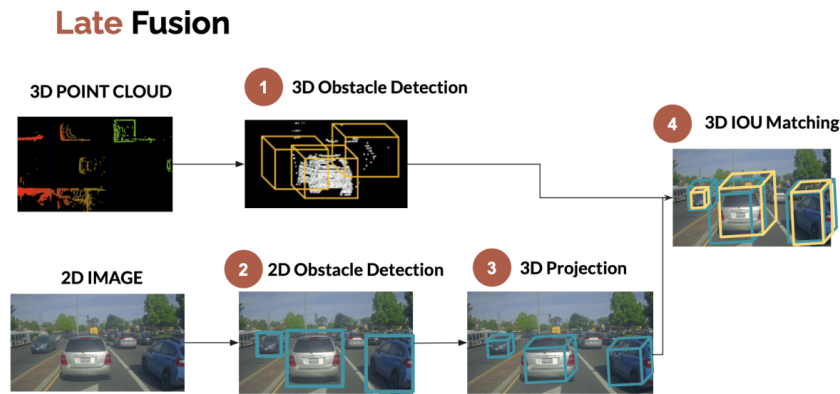 Late Fusion
3D POINT CLOUD
1
3D Obstacle Detection
4
3D IOU Matching
2D IMAGE
2
2D Obstacle Detection
3
3D Projection